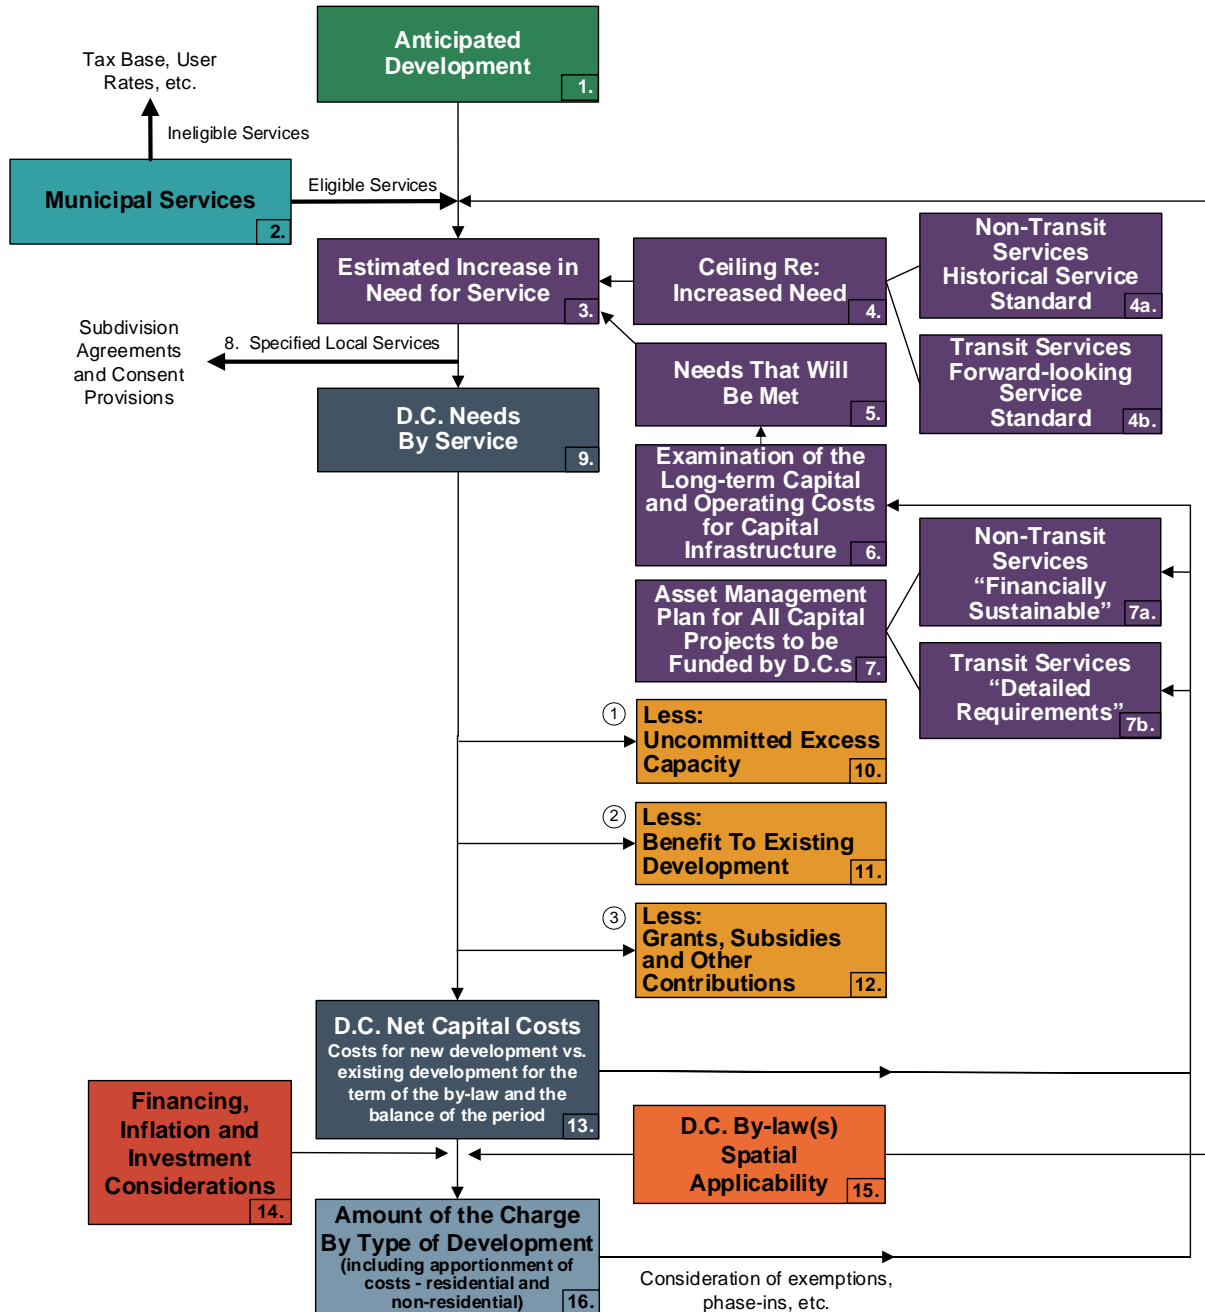 Anticipated
Development
1.
Tax Base, User
Rates, etc.
Ineligible Services
Municipal Services
2.
Eligible Services
Estimated Increase in
Need for Service
3.
Ceiling Re:
Increased Need
4.
Non-Transit
Services
Historical Service
Standard
4a.
Transit Services
Forward-looking
Service
Standard
4b.
Subdivision
Agreements
and Consent
Provisions
8. Specified Local Services
Needs That Will
Be Met
5.
D.C. Needs
By Service
9.
Examination of the
Long-term Capital
and Operating Costs
for Capital
Infrastructure
6.
Asset Management
Plan for All Capital
Projects to be
Funded by D.C.s
7.
Non-Transit
Services
“Financially
Sustainable”
7a.
Transit Services
“Detailed
Requirements”
7b.
1
Less:
Uncommitted Excess
Capacity
10.
2
Less:
Benefit To Existing
Development
11.
3
Less:
Grants, Subsidies
and Other
Contributions
12.
D.C. Net Capital Costs
Costs for new development vs.
existing development for the
term of the by-law and the
balance of the period
13.
Financing,
Inflation and
Investment
Considerations
14.
D.C. By-law(s)
Spatial
Applicability
15.
Amount of the Charge
By Type of Development
(including apportionment of
costs - residential and
non-residential)
16.
Consideration of exemptions,
phase-ins, etc.